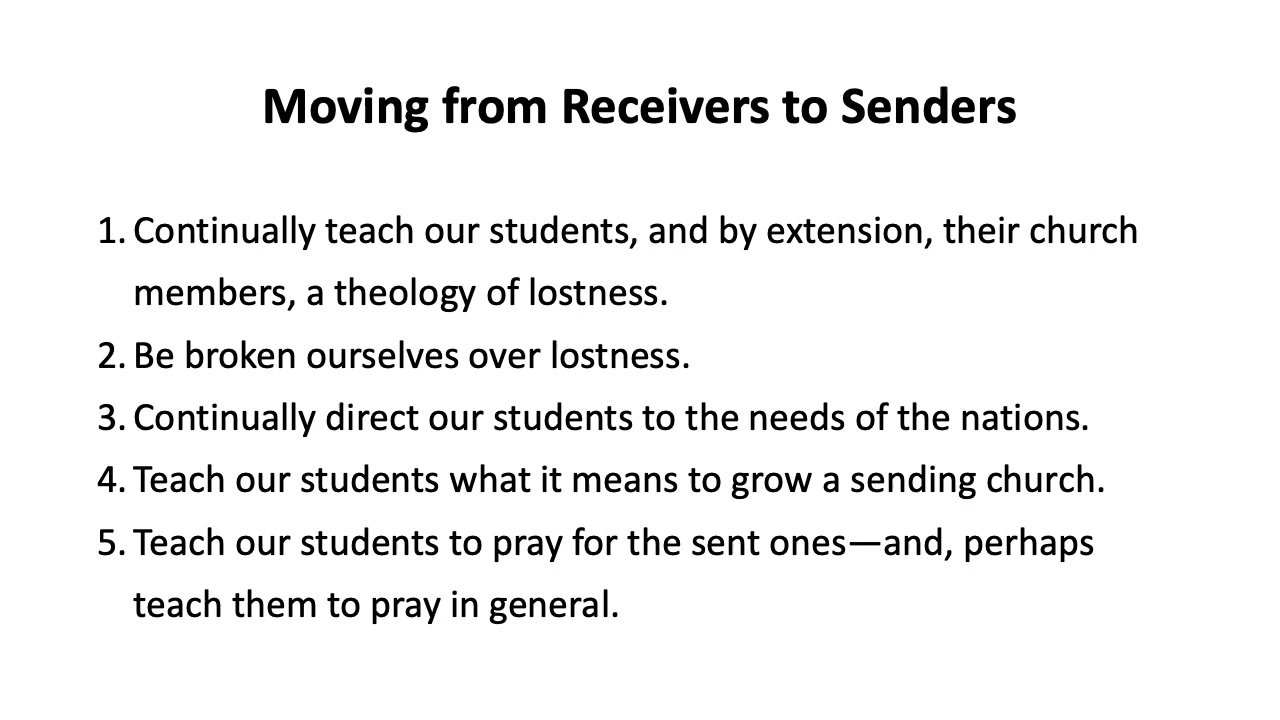 Moving from Receivers to Senders
1. Continually teach our students, and by extension, their church
members, a theology of lostness.
2. Be broken ourselves over lostness.
3. Continually direct our students to the needs of the nations.
4. Teach our students what it means to grow a sending church.
5. Teach our students to pray for the sent ones—and, perhaps
teach them to pray in general.